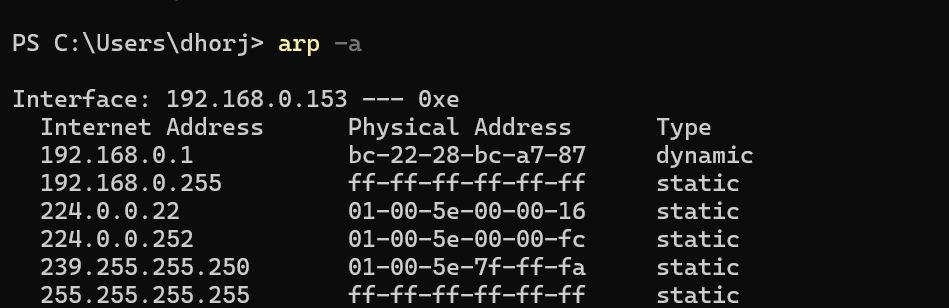 PS C:\Users\dhorj> arp -a
Interface: 192.168.0.153 --- 0xe
  Internet Address      Physical Address      Type
  192.168.0.1           bc-22-28-bc-a7-87     dynamic
  192.168.0.255         ff-ff-ff-ff-ff-ff     static
  224.0.0.22            01-00-5e-00-00-16     static
  224.0.0.252           01-00-5e-00-00-fc     static
  239.255.255.250       01-00-5e-7f-ff-fa     static
  255.255.255.255       ff-ff-ff-ff-ff-ff     static